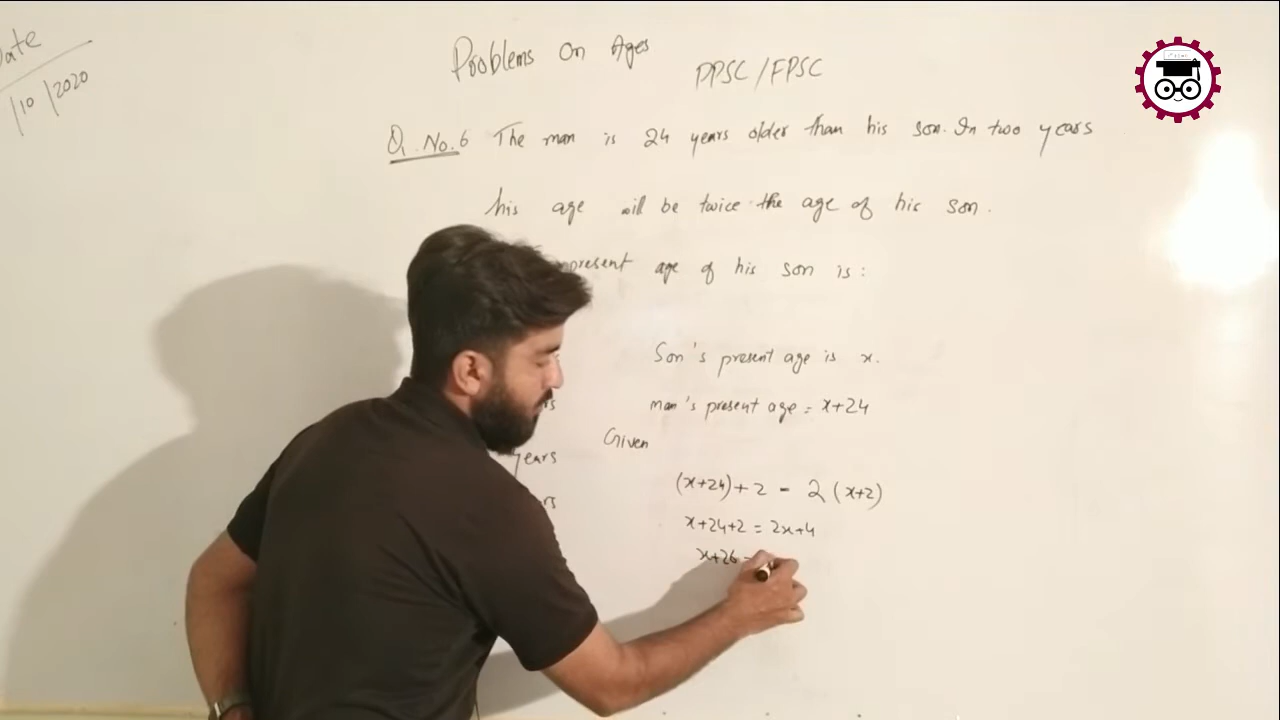 Date
/10/2020
Problems On Ages
PPSC/FPSC
Q. No. 6 The man is 24 years older than his son. In two years
his age will be twice the age of his son.
present age of his son is:
Son's present age is x.
man's present age = x+24
Given
years
(x+24)+2 = 2(x+2)
x+24+2 = 2x+4
x+26 =